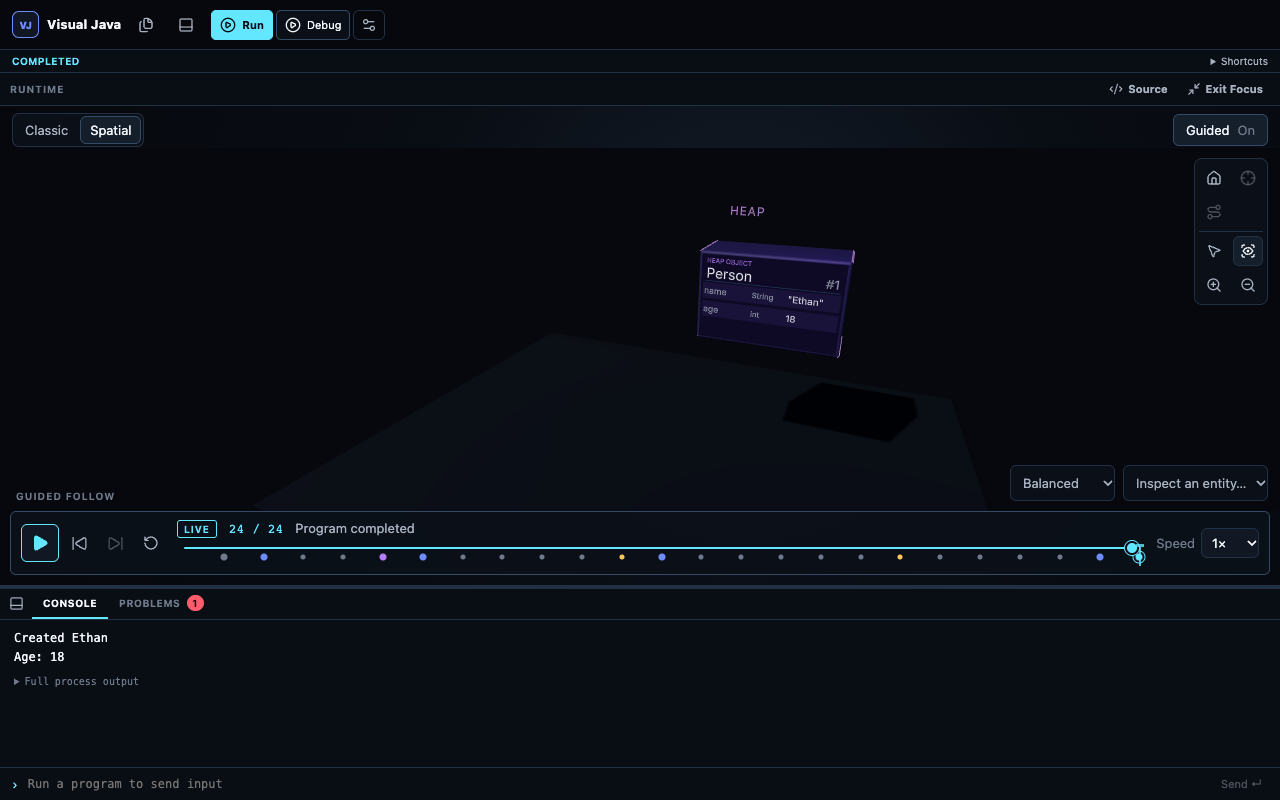 VJ Visual Java Run Debug
COMPLETED Shortcuts
RUNTIME Source Exit Focus
Classic Spatial Guided On
HEAP
HEAP OBJECT
Person #1
name String "Ethan"
age int 18
Balanced Inspect an entity...
GUIDED FOLLOW
LIVE 24 / 24 Program completed
Speed 1×
CONSOLE PROBLEMS 1
Created Ethan
Age: 18
Full process output
› Run a program to send input Send ↵